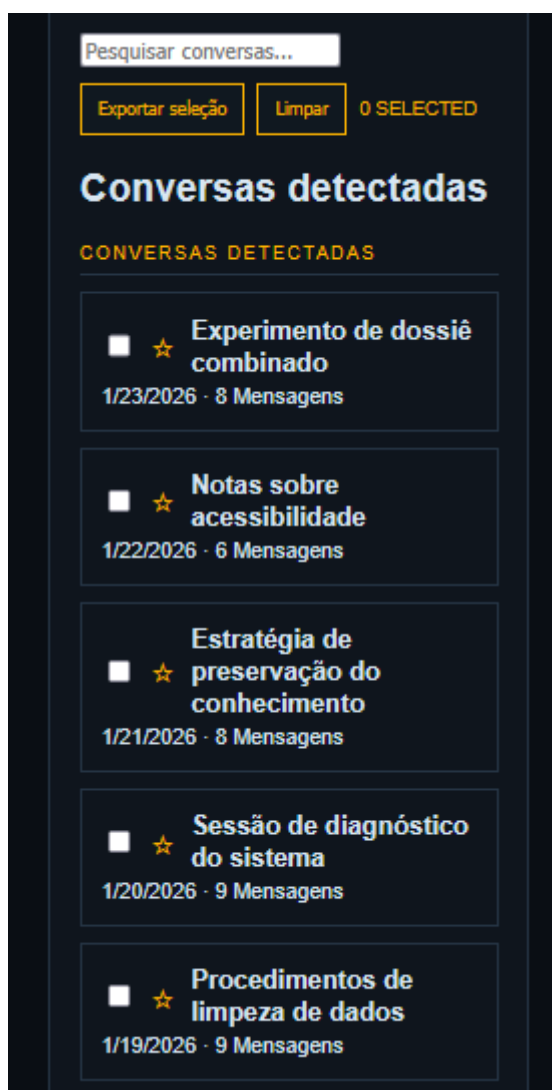 Pesquisar conversas...
Exportar seleção Limpar 0 SELECTED
Conversas detectadas
CONVERSAS DETECTADAS
☆ Experimento de dossiê
combinado
1/23/2026 · 8 Mensagens
☆ Notas sobre
acessibilidade
1/22/2026 · 6 Mensagens
☆ Estratégia de
preservação do
conhecimento
1/21/2026 · 8 Mensagens
☆ Sessão de diagnóstico
do sistema
1/20/2026 · 9 Mensagens
☆ Procedimentos de
limpeza de dados
1/19/2026 · 9 Mensagens